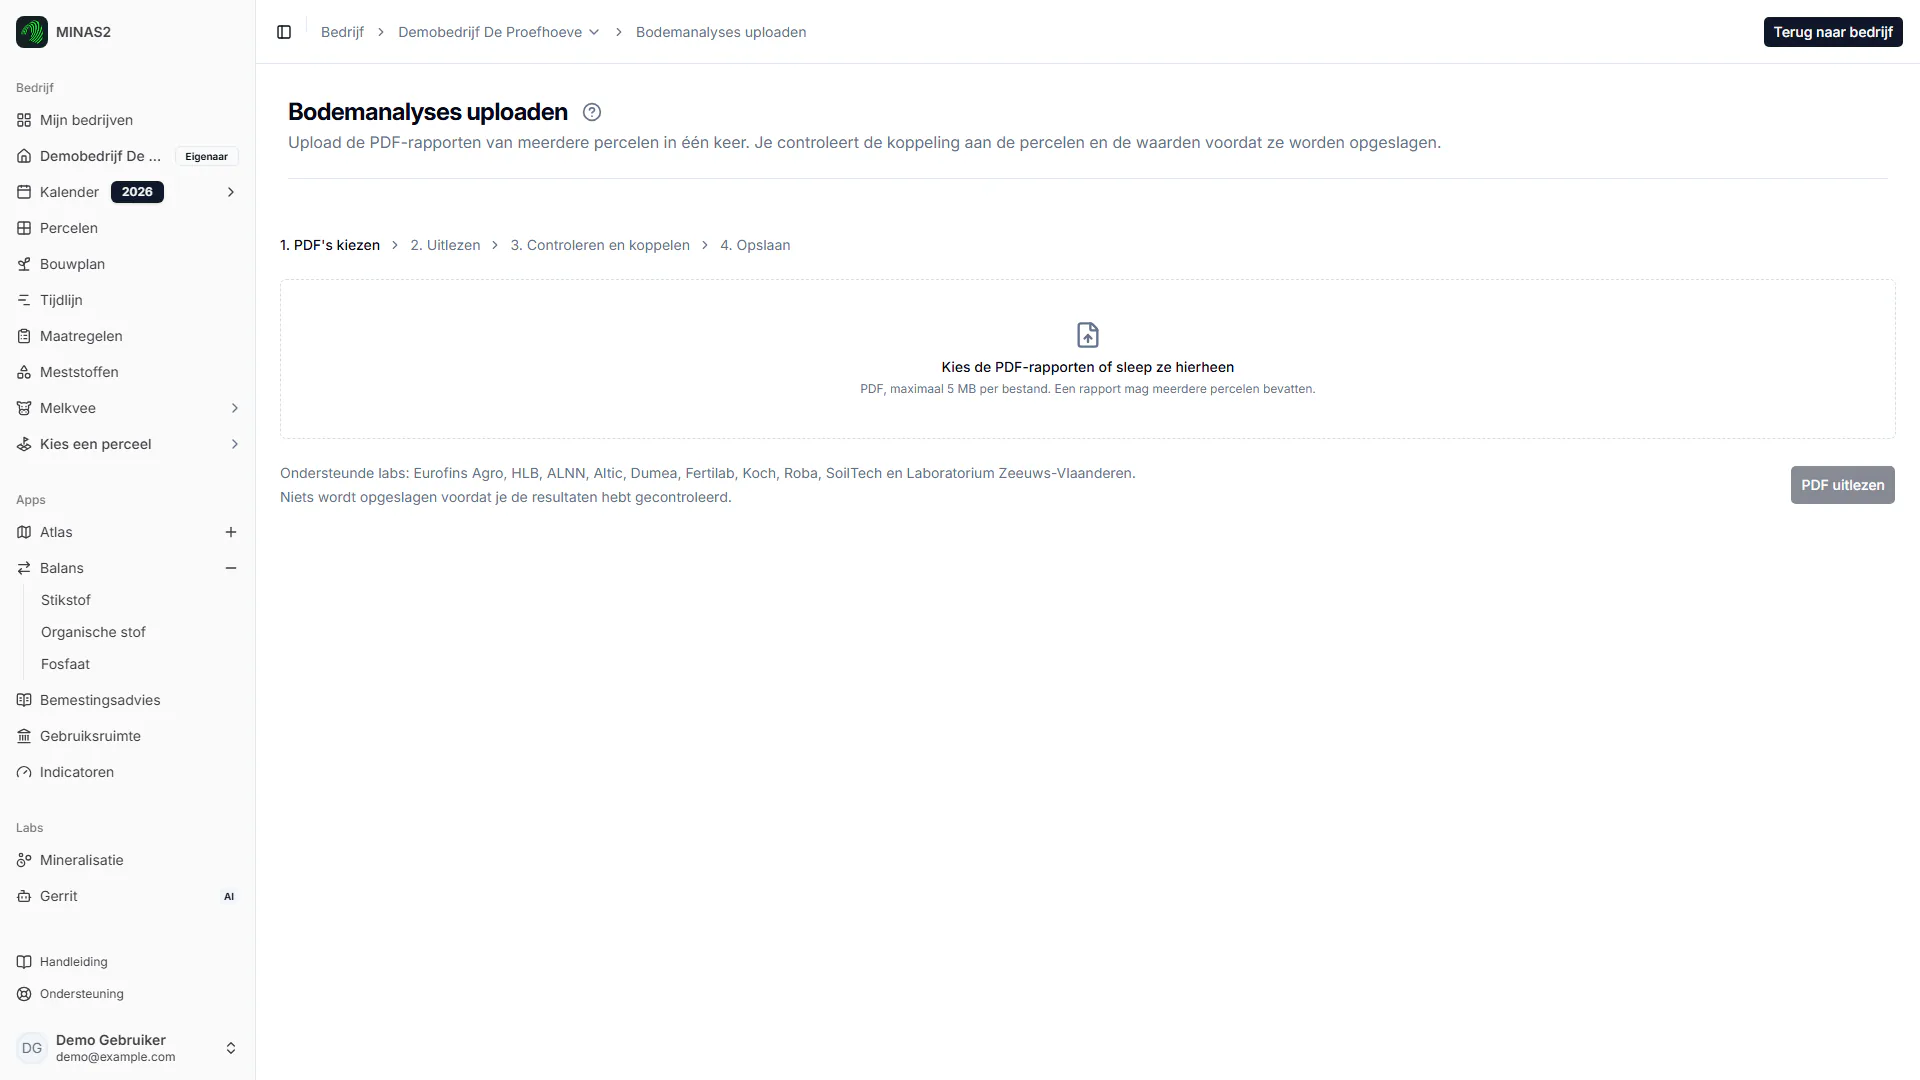 MINAS2
Bedrijf
Mijn bedrijven
Demobedrijf De ... Eigenaar
Kalender 2026
Percelen
Bouwplan
Tijdlijn
Maatregelen
Meststoffen
Melkvee
Kies een perceel
Apps
Atlas
Balans
Stikstof
Organische stof
Fosfaat
Bemestingsadvies
Gebruiksruimte
Indicatoren
Labs
Mineralisatie
Gerrit AI
Handleiding
Ondersteuning
DG Demo Gebruiker
demo@example.com
Bedrijf Demobedrijf De Proefhoeve Bodemanalyses uploaden
Terug naar bedrijf
Bodemanalyses uploaden
Upload de PDF-rapporten van meerdere percelen in één keer. Je controleert de koppeling aan de percelen en de waarden voordat ze worden opgeslagen.
1. PDF's kiezen 2. Uitlezen 3. Controleren en koppelen 4. Opslaan
Kies de PDF-rapporten of sleep ze hierheen
PDF, maximaal 5 MB per bestand. Een rapport mag meerdere percelen bevatten.
Ondersteunde labs: Eurofins Agro, HLB, ALNN, Altic, Dumea, Fertilab, Koch, Roba, SoilTech en Laboratorium Zeeuws-Vlaanderen.
Niets wordt opgeslagen voordat je de resultaten hebt gecontroleerd.
PDF uitlezen